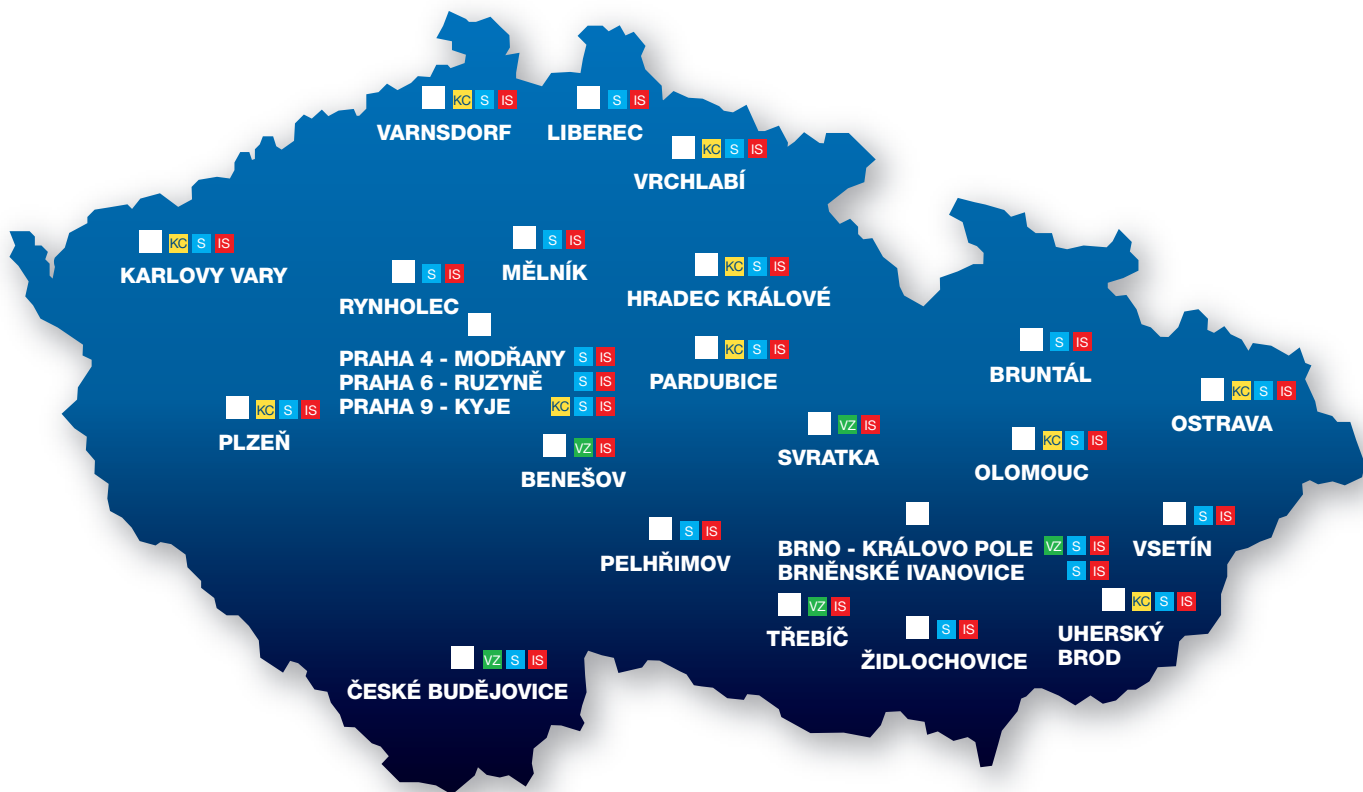 KC S IS
VARNSDORF
S IS
LIBEREC
KC S IS
VRCHLABÍ
KC S IS
KARLOVY VARY
S IS
MĚLNÍK
S IS
RYNHOLEC
KC S IS
HRADEC KRÁLOVÉ
PRAHA 4 - MODŘANY S IS
PRAHA 6 - RUZYNĚ S IS
PRAHA 9 - KYJE KC S IS
KC S IS
PARDUBICE
S IS
BRUNTÁL
KC S IS
OSTRAVA
KC S IS
PLZEŇ
VZ IS
BENEŠOV
VZ IS
SVRATKA
KC S IS
OLOMOUC
S IS
PELHŘIMOV
BRNO - KRÁLOVO POLE VZ S IS
BRNĚNSKÉ IVANOVICE S IS
S IS
VSETÍN
VZ IS
TŘEBÍČ
S IS
ŽIDLOCHOVICE
KC S IS
UHERSKÝ
BROD
VZ S IS
ČESKÉ BUDĚJOVICE